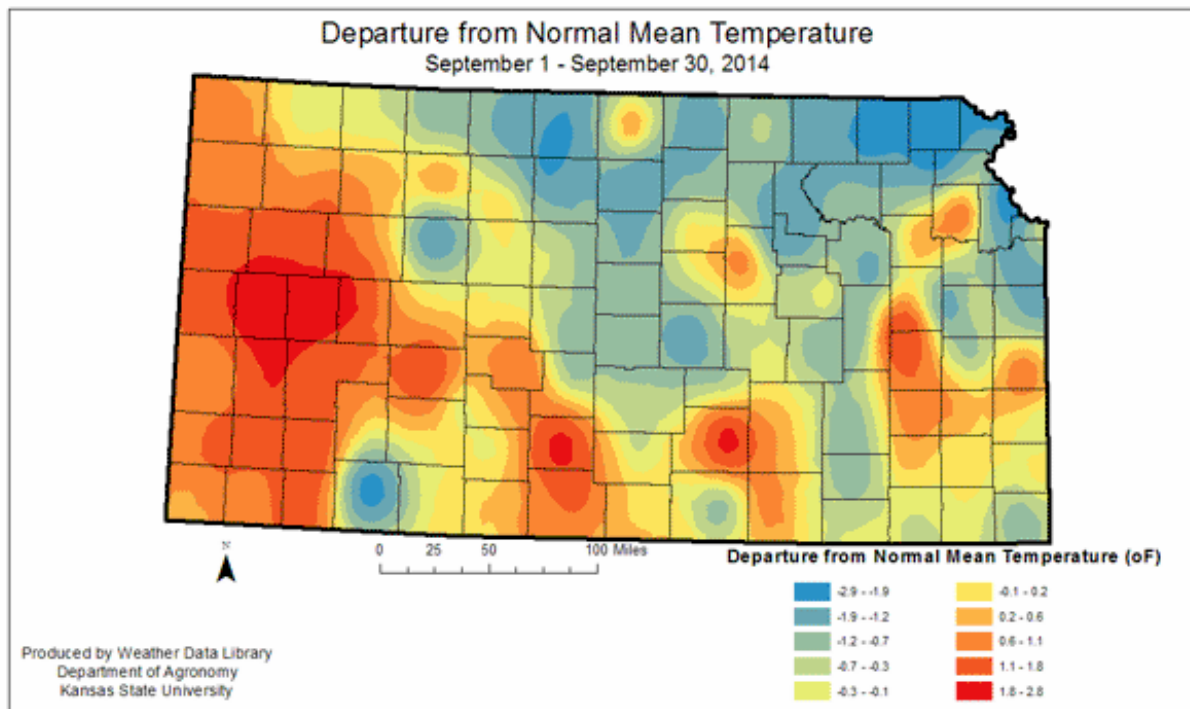 Departure from Normal Mean Temperature
September 1 - September 30, 2014
N
0 25 50 100 Miles
Departure from Normal Mean Temperature (oF)
-2.9 - -1.9
-1.9 - -1.2
-1.2 - -0.7
-0.7 - -0.3
-0.3 - -0.1
-0.1 - 0.2
0.2 - 0.6
0.6 - 1.1
1.1 - 1.8
1.8 - 2.8
Produced by Weather Data Library
Department of Agronomy
Kansas State University